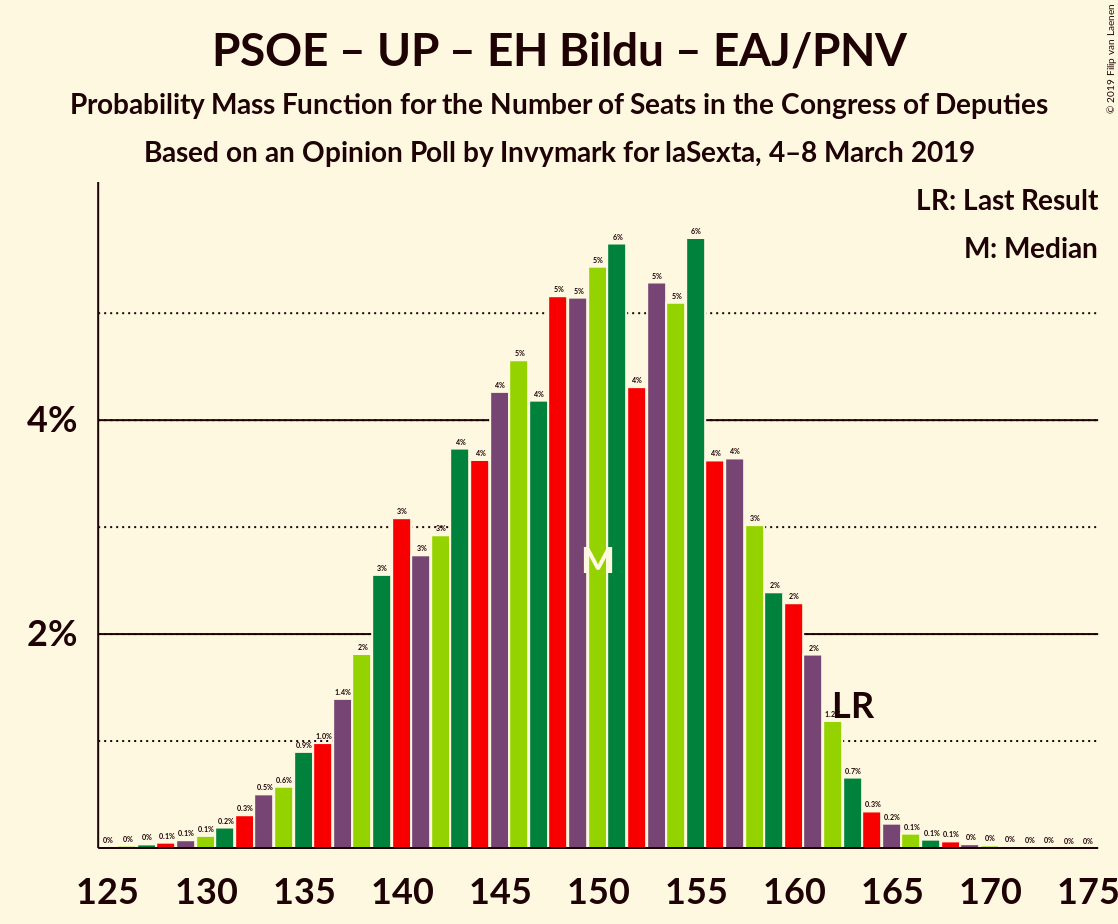 PSOE – UP – EH Bildu – EAJ/PNV
Probability Mass Function for the Number of Seats in the Congress of Deputies
Based on an Opinion Poll by Invymark for laSexta, 4–8 March 2019
© 2019 Filip van Laenen
LR: Last Result
M: Median
4%
2%
0% 0% 0% 0.1% 0.1% 0.1% 0.2% 0.3% 0.5% 0.6% 0.9% 1.0% 1.4% 2% 3% 3% 3% 3% 4% 4% 4% 5% 4% 5% 5% 5% 6% 4% 5% 5% 6% 4% 4% 3% 2% 2% 2% 1.2% 0.7% 0.3% 0.2% 0.1% 0.1% 0.1% 0% 0% 0% 0% 0% 0% 0%
M
LR
125 130 135 140 145 150 155 160 165 170 175